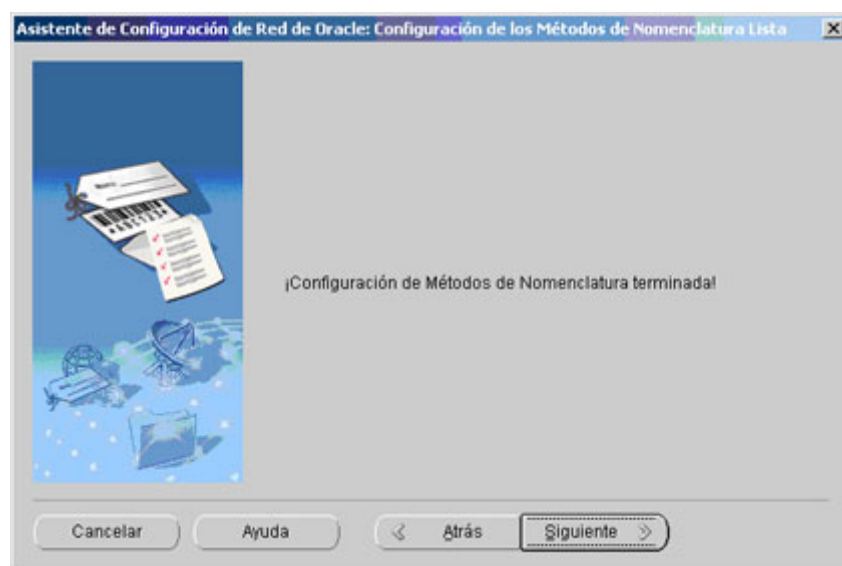 Asistente de Configuración de Red de Oracle: Configuración de los Métodos de Nomenclatura Lista
¡Configuración de Métodos de Nomenclatura terminada!
Cancelar
Ayuda
Atrás
Siguiente